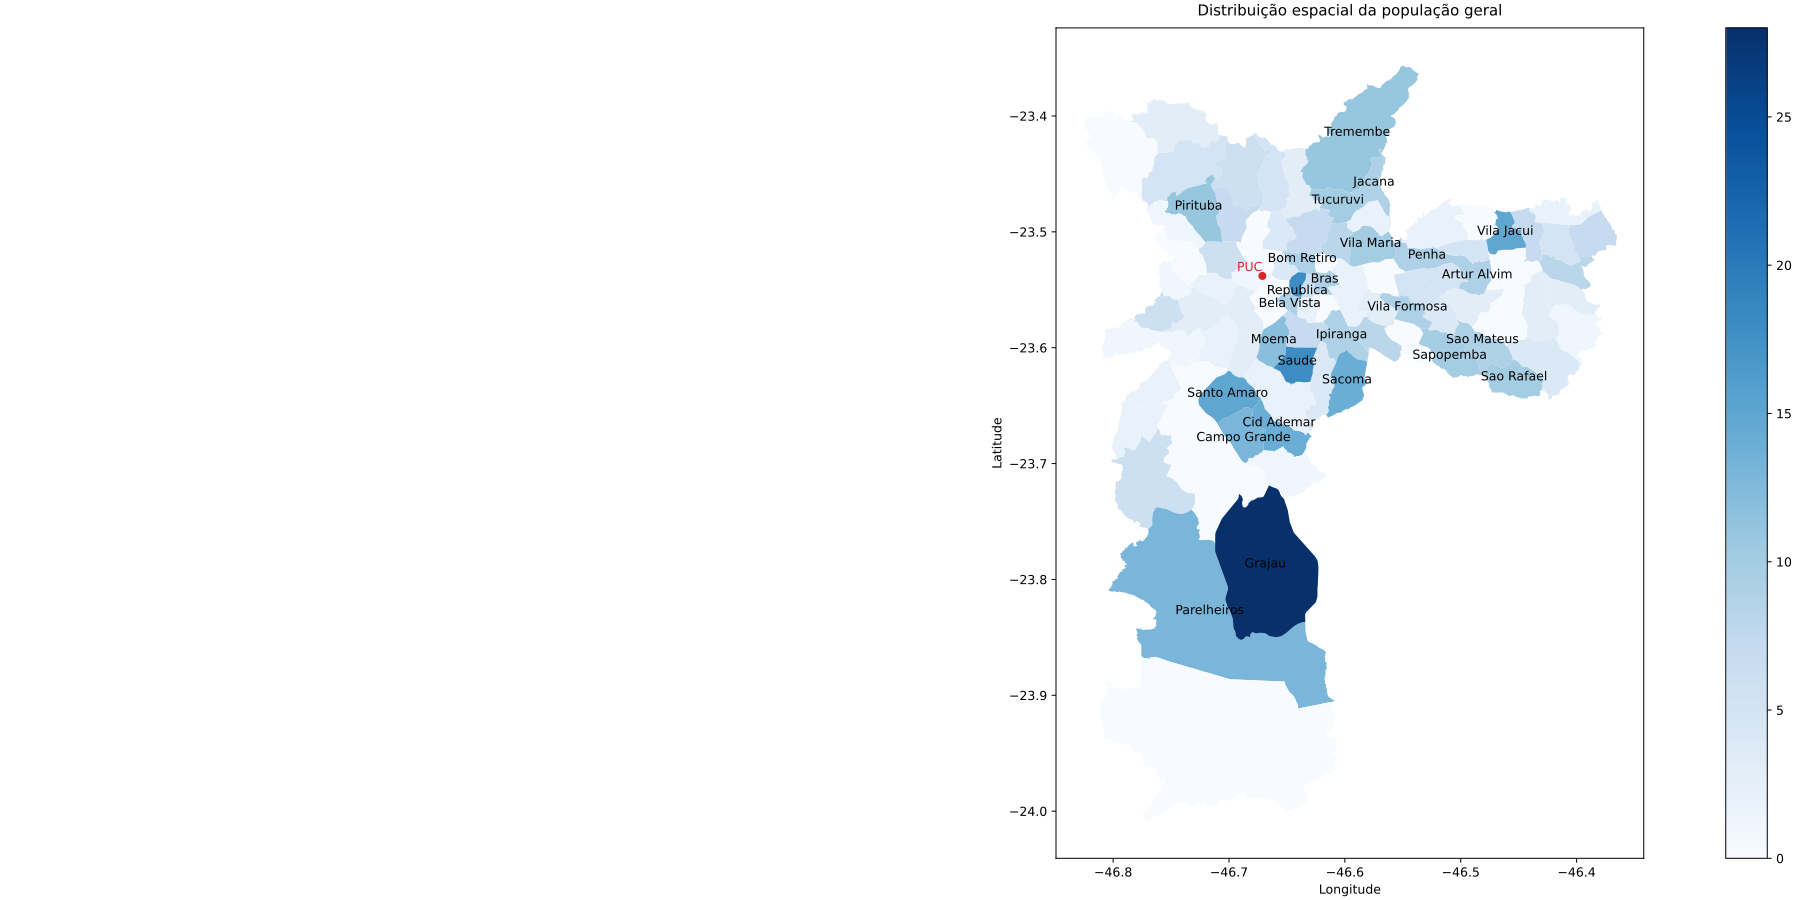 Distribuição espacial da população geral
Tremembe
Jacana
Tucuruvi
Pirituba
Vila Jacui
Vila Maria
Penha
Bom Retiro
PUC
Artur Alvim
Bras
Republica
Bela Vista
Vila Formosa
Ipiranga
Moema
Sao Mateus
Sapopemba
Saude
Sacoma
Sao Rafael
Santo Amaro
Cid Ademar
Campo Grande
Grajau
Parelheiros
Latitude
−23.4
−23.5
−23.6
−23.7
−23.8
−23.9
−24.0
−46.8 −46.7 −46.6 −46.5 −46.4
Longitude
25
20
15
10
5
0